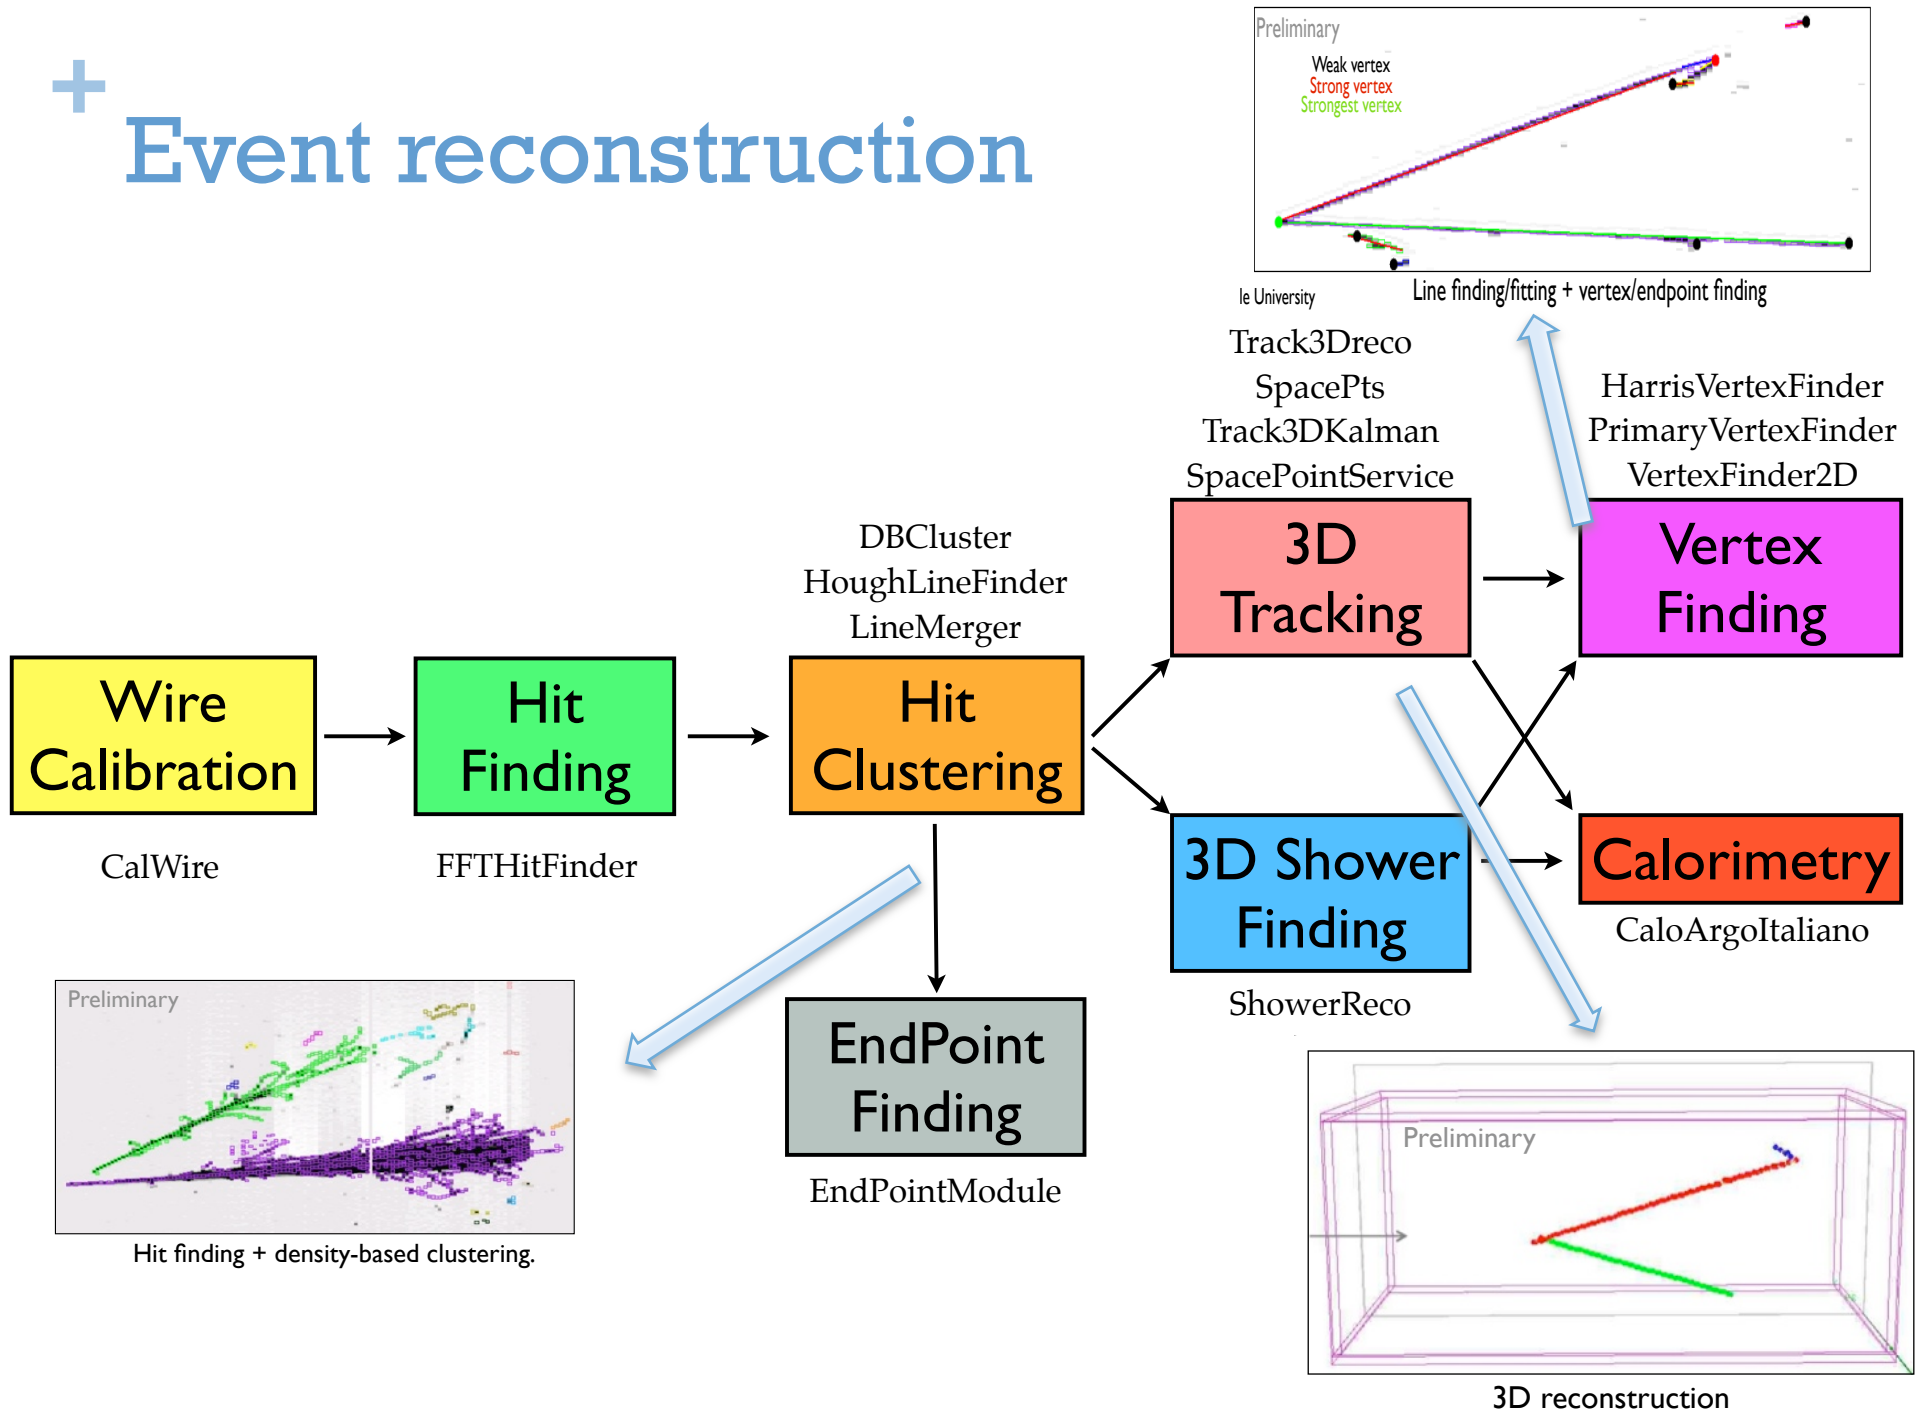 +
Event reconstruction
Preliminary
Weak vertex
Strong vertex
Strongest vertex
le University
Line finding/fitting + vertex/endpoint finding
Track3Dreco
SpacePts
Track3DKalman
SpacePointService
HarrisVertexFinder
PrimaryVertexFinder
VertexFinder2D
DBCluster
HoughLineFinder
LineMerger
3D
Tracking
Vertex
Finding
Wire
Calibration
Hit
Finding
Hit
Clustering
CalWire
FFTHitFinder
3D Shower
Finding
Calorimetry
CaloArgoItaliano
ShowerReco
EndPoint
Finding
EndPointModule
Preliminary
Hit finding + density-based clustering.
Preliminary
3D reconstruction